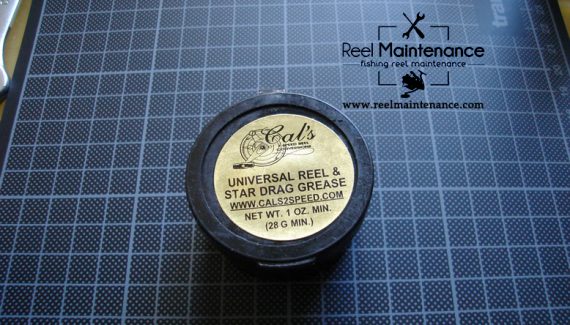 Reel Maintenance
fishing reel maintenance
www.reelmaintenance.com
Cal's
UNIVERSAL REEL &
STAR DRAG GREASE
WWW.CALS2SPEED.COM
NET WT. 1 OZ. MIN.
(28 G MIN.)